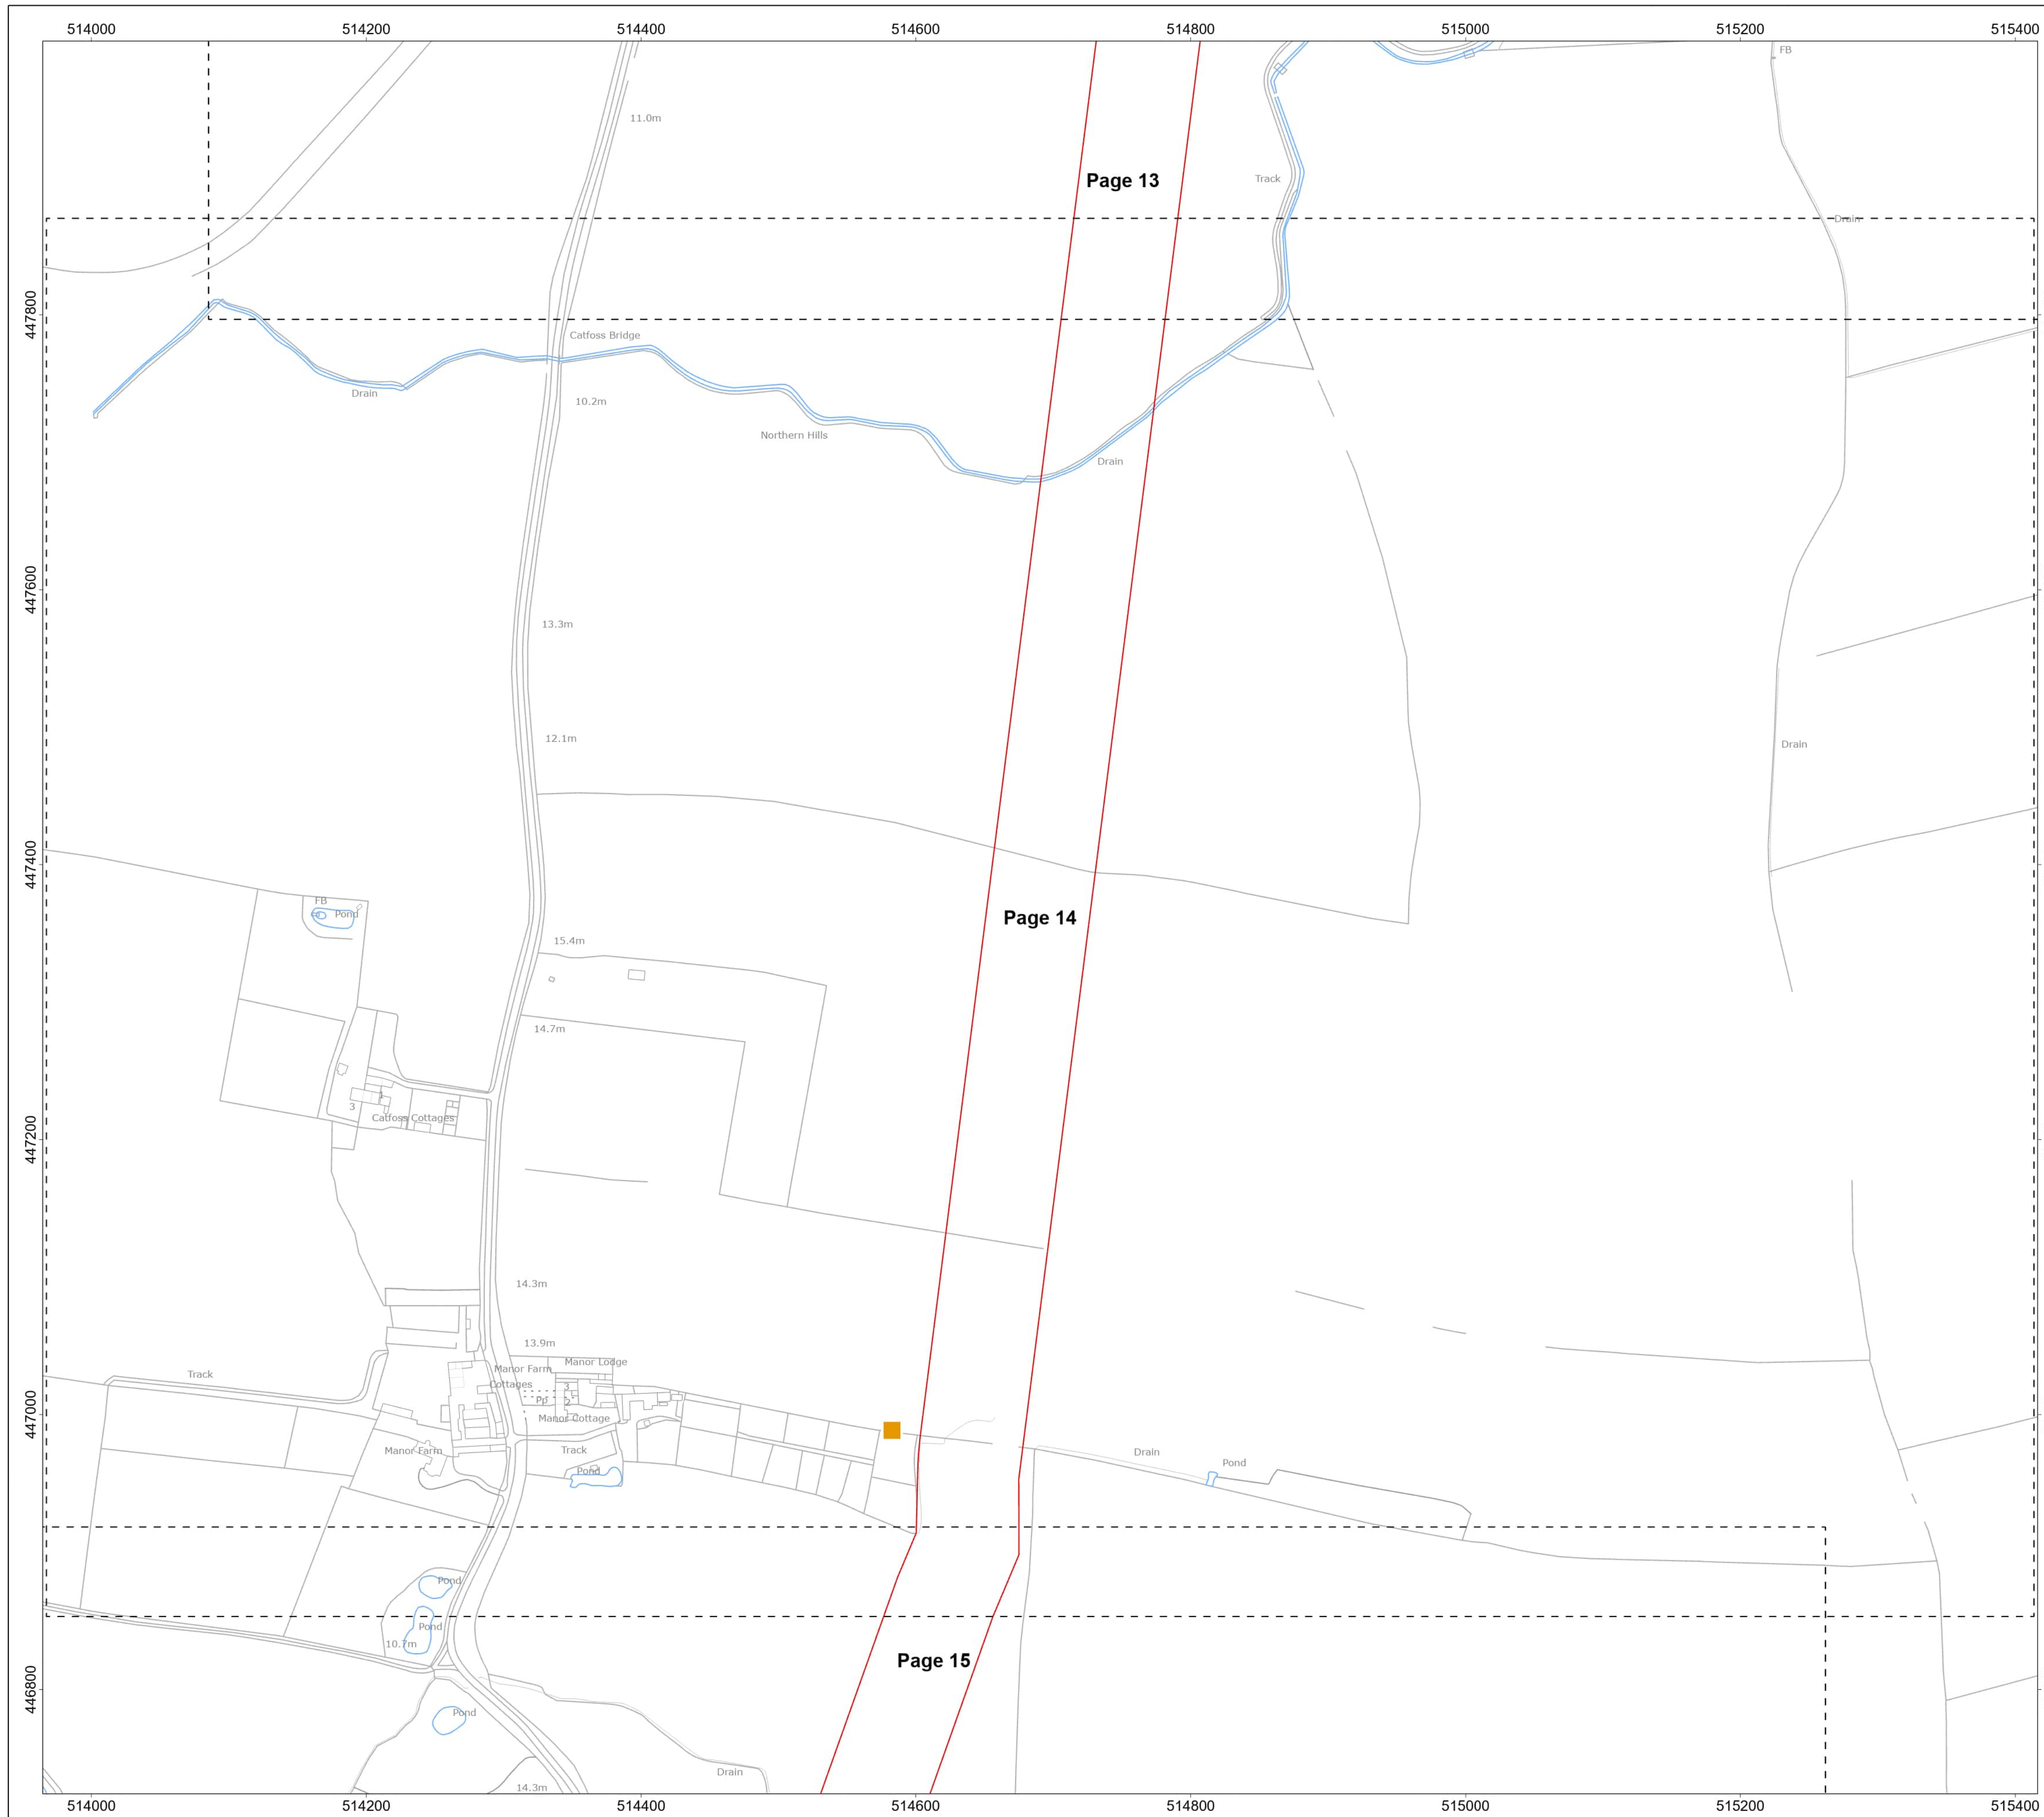 514000 514200 514400 514600 514800 515000 515200 515400
FB
11.0m
Page 13
Track
Drain
447800
Catfoss Bridge
Drain
10.2m
Northern Hills
Drain
447600
13.3m
12.1m
Drain
447400
FB
Pond
Page 14
15.4m
14.7m
1
3
Catfoss Cottages
447200
14.3m
13.9m
Manor Lodge
Manor Farm
Cottages
Track
3
Pp
2
447000
Manor Cottage
Manor Farm
Track
Drain
Pond
Pond
Pond
Pond
10.7m
Page 15
446800
Pond
Drain
14.3m
514000 514200 514400 514600 514800 515000 515200 515400